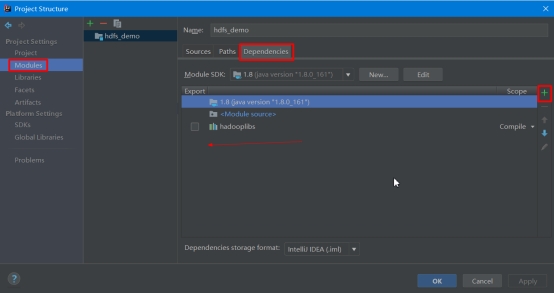 Project Structure
Name: hdfs_demo
Project Settings
Project
Modules
Libraries
Facets
Artifacts
Platform Settings
SDKs
Global Libraries
Problems
hdfs_demo
Sources Paths Dependencies
Module SDK: 1.8 (java version "1.8.0_161") New... Edit
Export Scope
1.8 (java version "1.8.0_161")
<Module source>
hadooplibs Compile
Dependencies storage format: IntelliJ IDEA (.iml)
? OK Cancel Apply